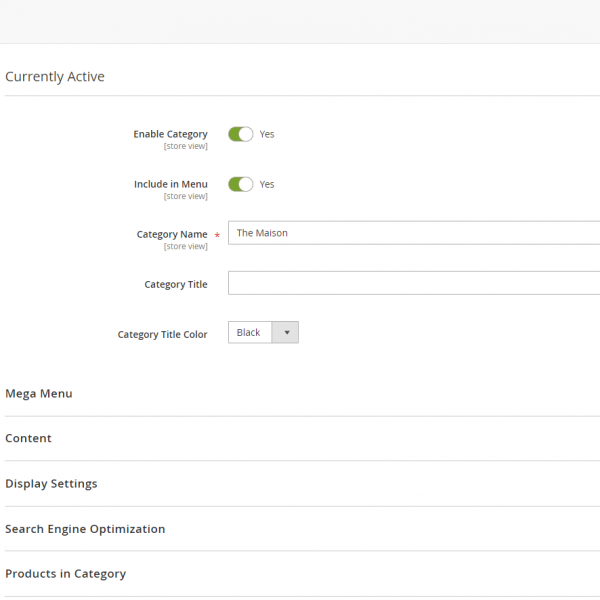 Currently Active
Enable Category
Yes
[store view]
Include in Menu
Yes
[store view]
Category Name * The Maison
[store view]
Category Title
Category Title Color
Black
Mega Menu
Content
Display Settings
Search Engine Optimization
Products in Category